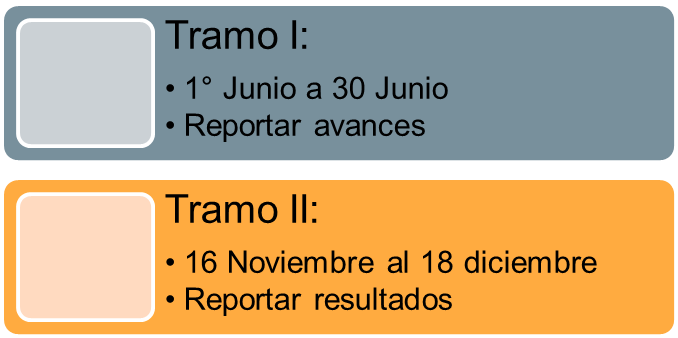 Tramo I:
• 1° Junio a 30 Junio
• Reportar avances
Tramo II:
• 16 Noviembre al 18 diciembre
• Reportar resultados